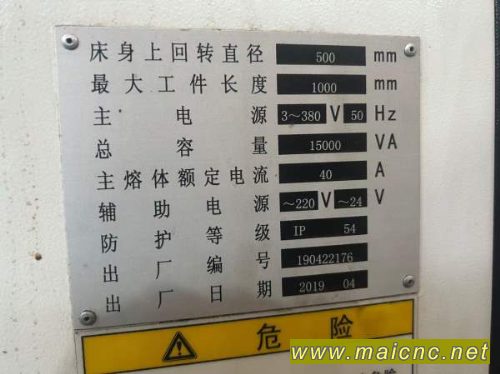 床身上回转直径 500 mm
最大工件长度 1000 mm
主电源 3～380 V 50 Hz
总容量 15000 VA
主熔体额定电流 40 A
辅助电源 ～220 V ～24 V
防护等级 IP 54
出厂编号 190422176
出厂日期 2019 04
危险
www.maicnc.net